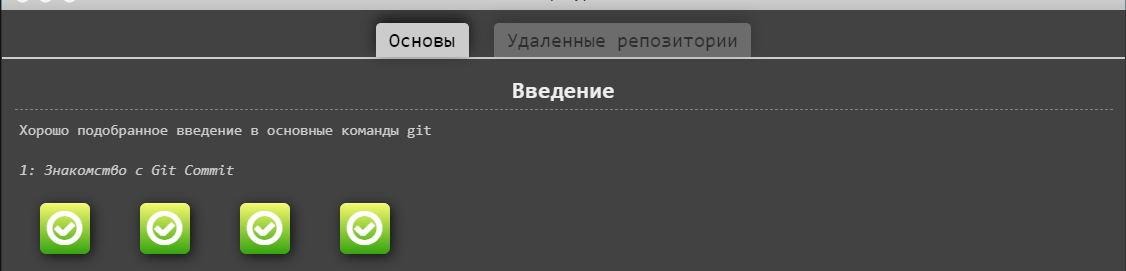 Основы
Удаленные репозитории
Введение
Хорошо подобранное введение в основные команды git
1: Знакомство с Git Commit